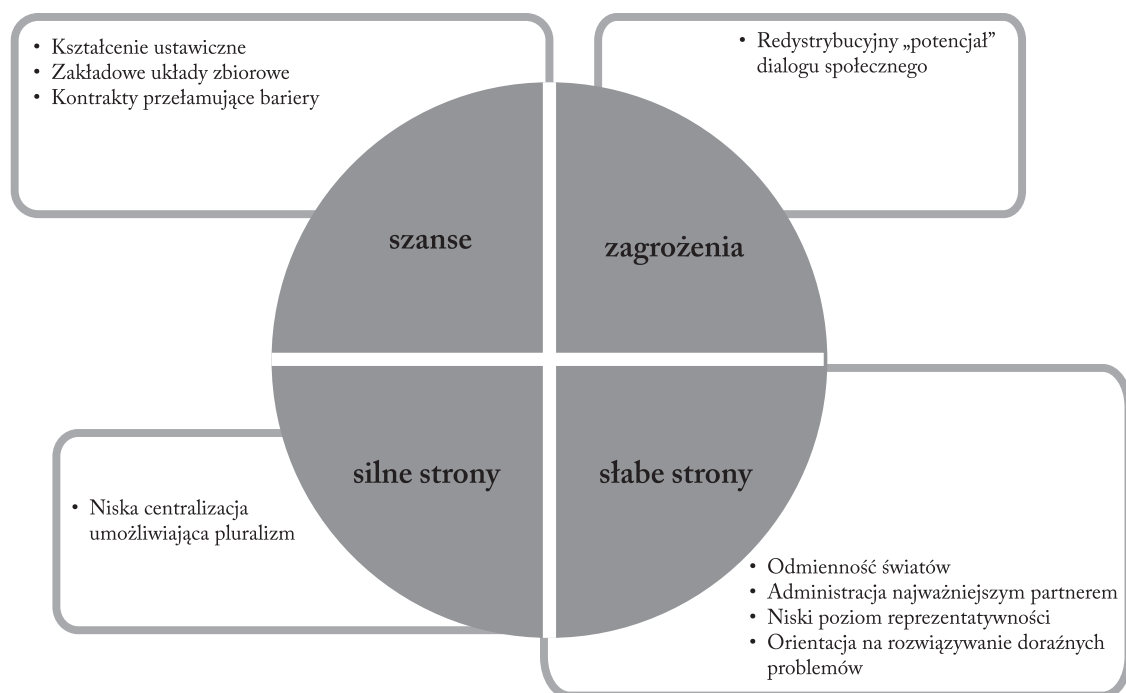 • Kształcenie ustawiczne
• Zakładowe układy zbiorowe
• Kontrakty przełamujące bariery
• Redystrybucyjny „potencjał”
dialogu społecznego
szanse
zagrożenia
silne strony
słabe strony
• Niska centralizacja
umożliwiająca pluralizm
• Odmienność światów
• Administracja najważniejszym partnerem
• Niski poziom reprezentatywności
• Orientacja na rozwiązywanie doraźnych
problemów